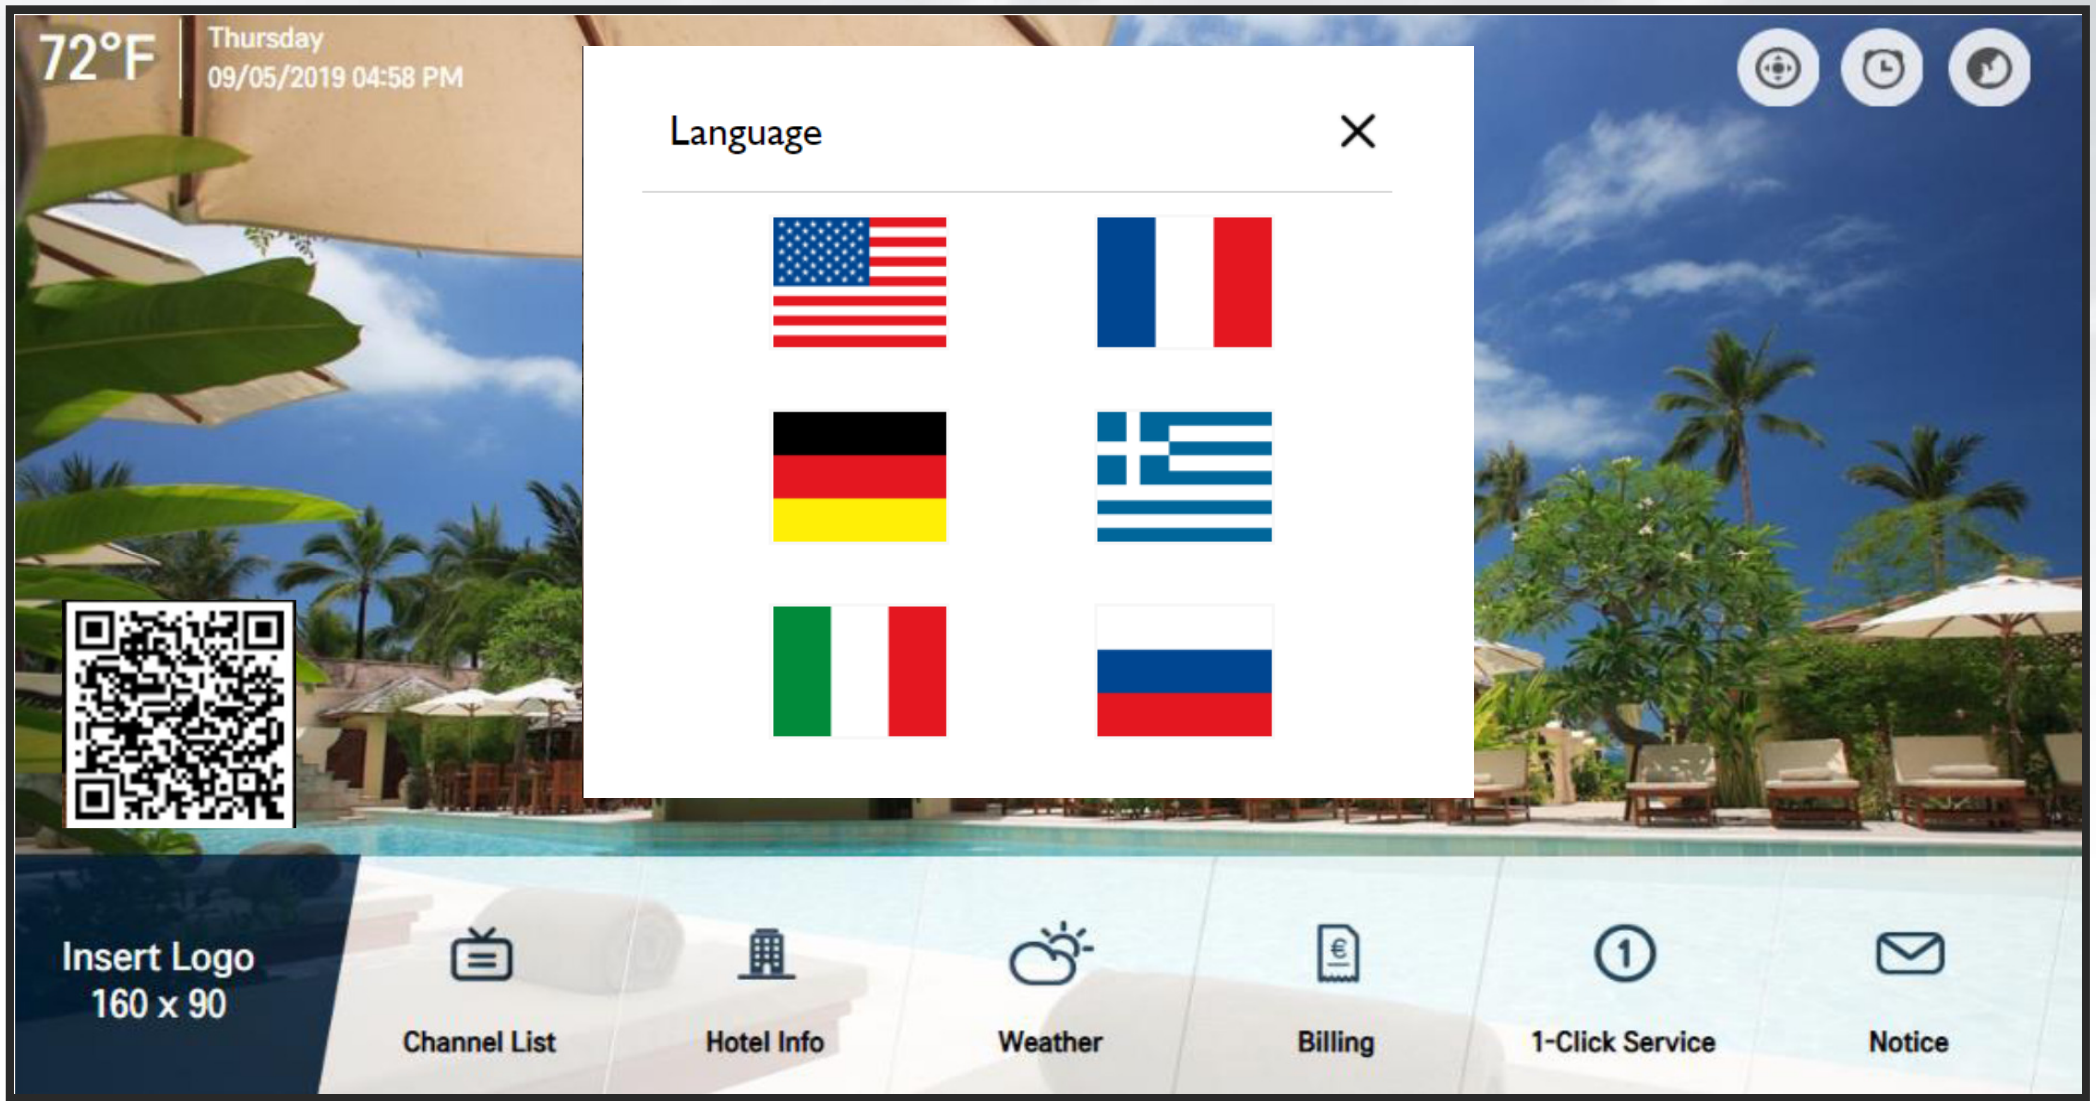 72°F
Thursday
09/05/2019 04:58 PM
Language
Insert Logo
160 x 90
Channel List
Hotel Info
Weather
€
Billing
1
1-Click Service
Notice